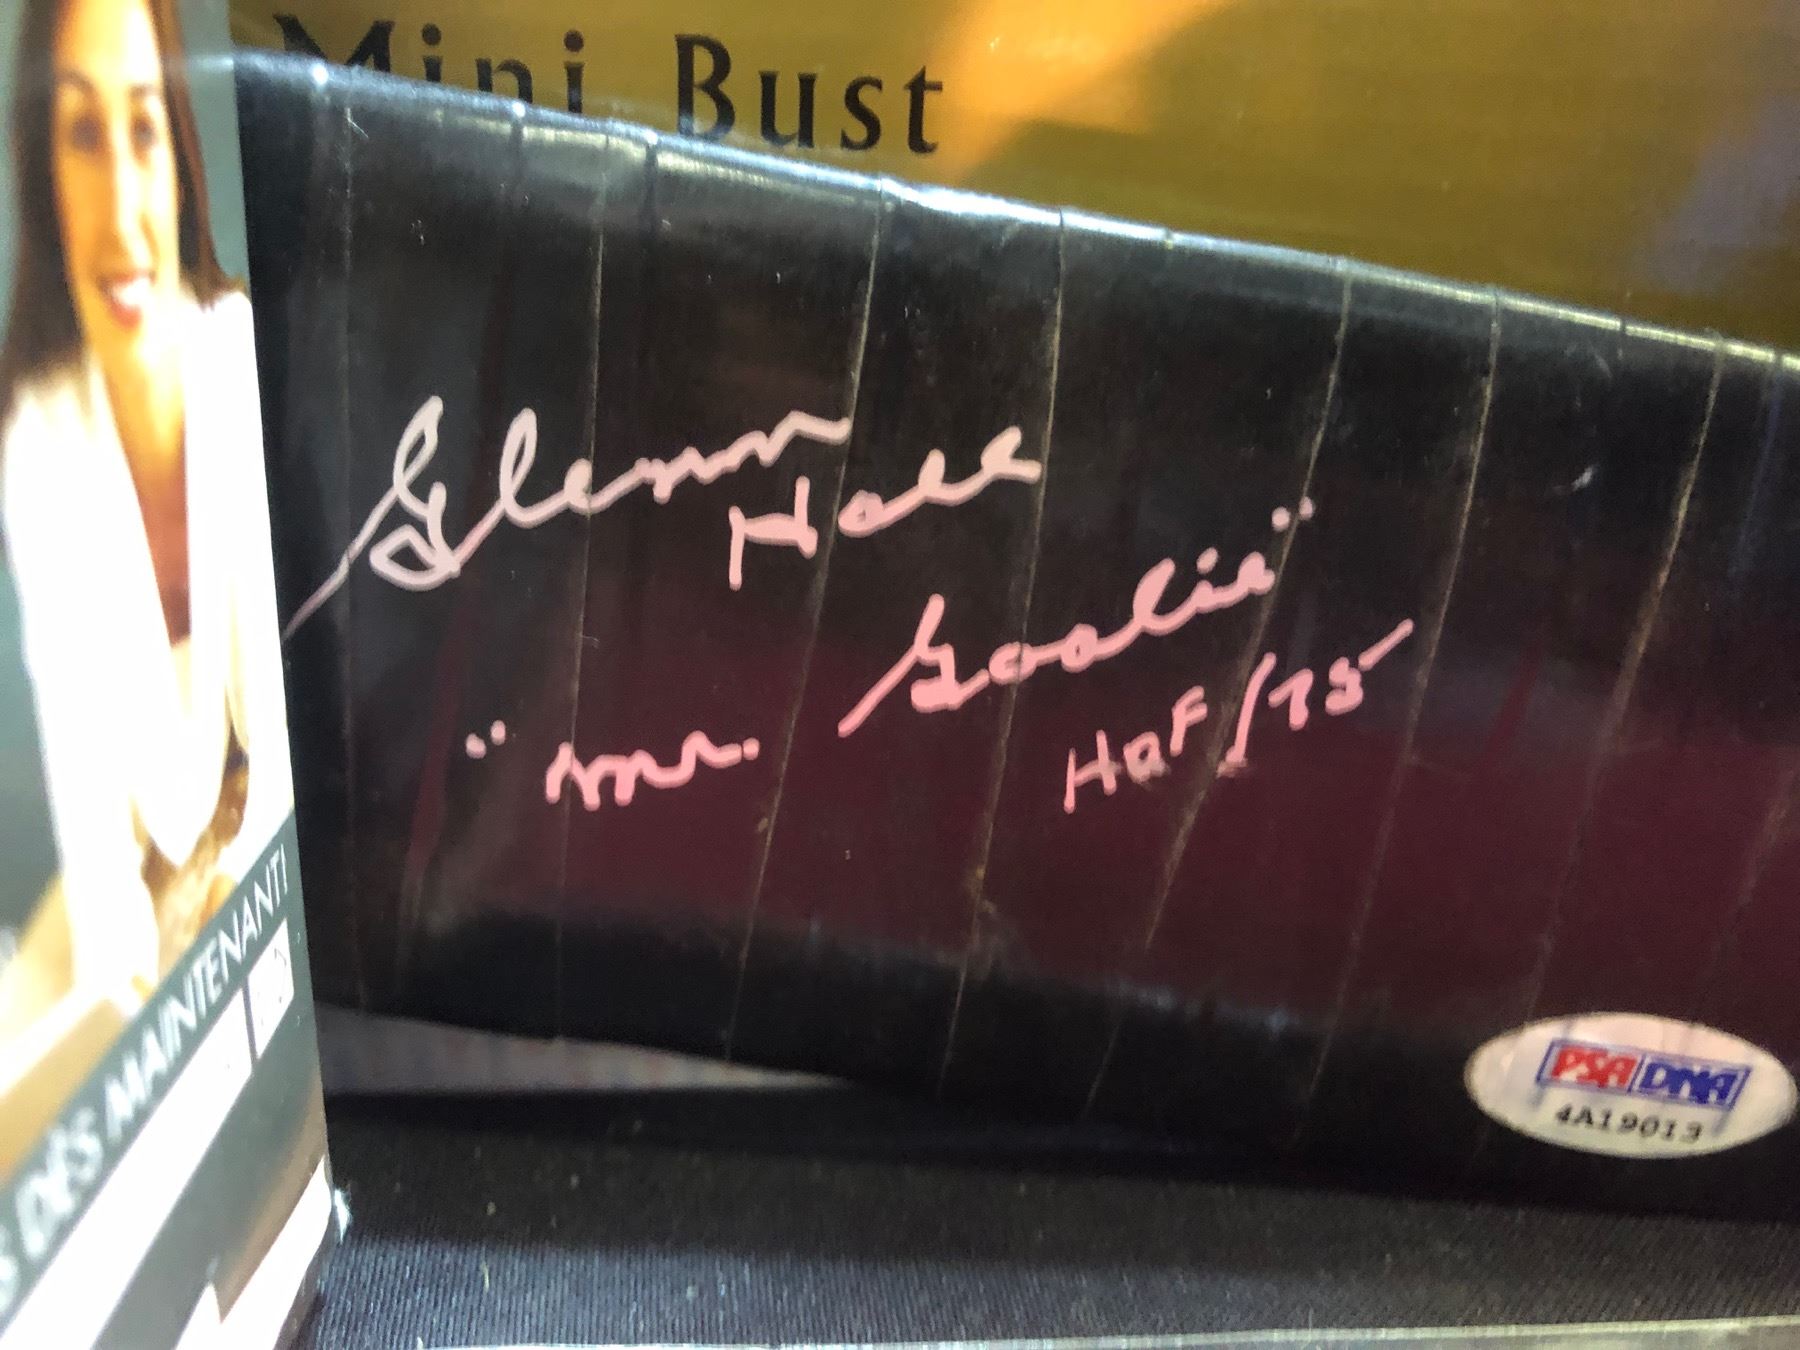 Mini Bust
Glenn
Hall
"Mr. Goalie"
HOF/75
PSA DNA
4A19013
DÈS MAINTENANT!